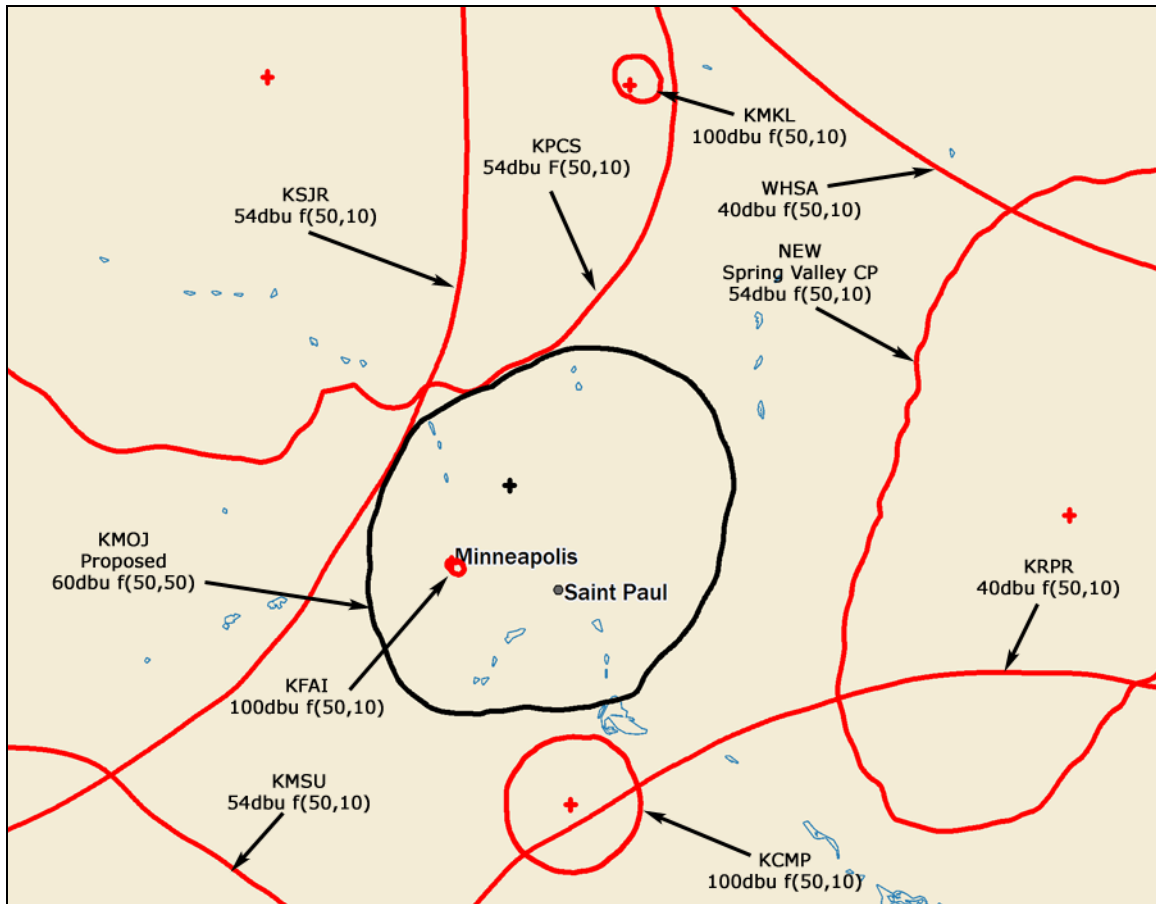 KMKL
100dbu f(50,10)
KPCS
54dbu F(50,10)
KSJR
54dbu f(50,10)
WHSA
40dbu f(50,10)
NEW
Spring Valley CP
54dbu f(50,10)
KMOJ
Proposed
60dbu f(50,50)
Minneapolis
Saint Paul
KRPR
40dbu f(50,10)
KFAI
100dbu f(50,10)
KMSU
54dbu f(50,10)
KCMP
100dbu f(50,10)